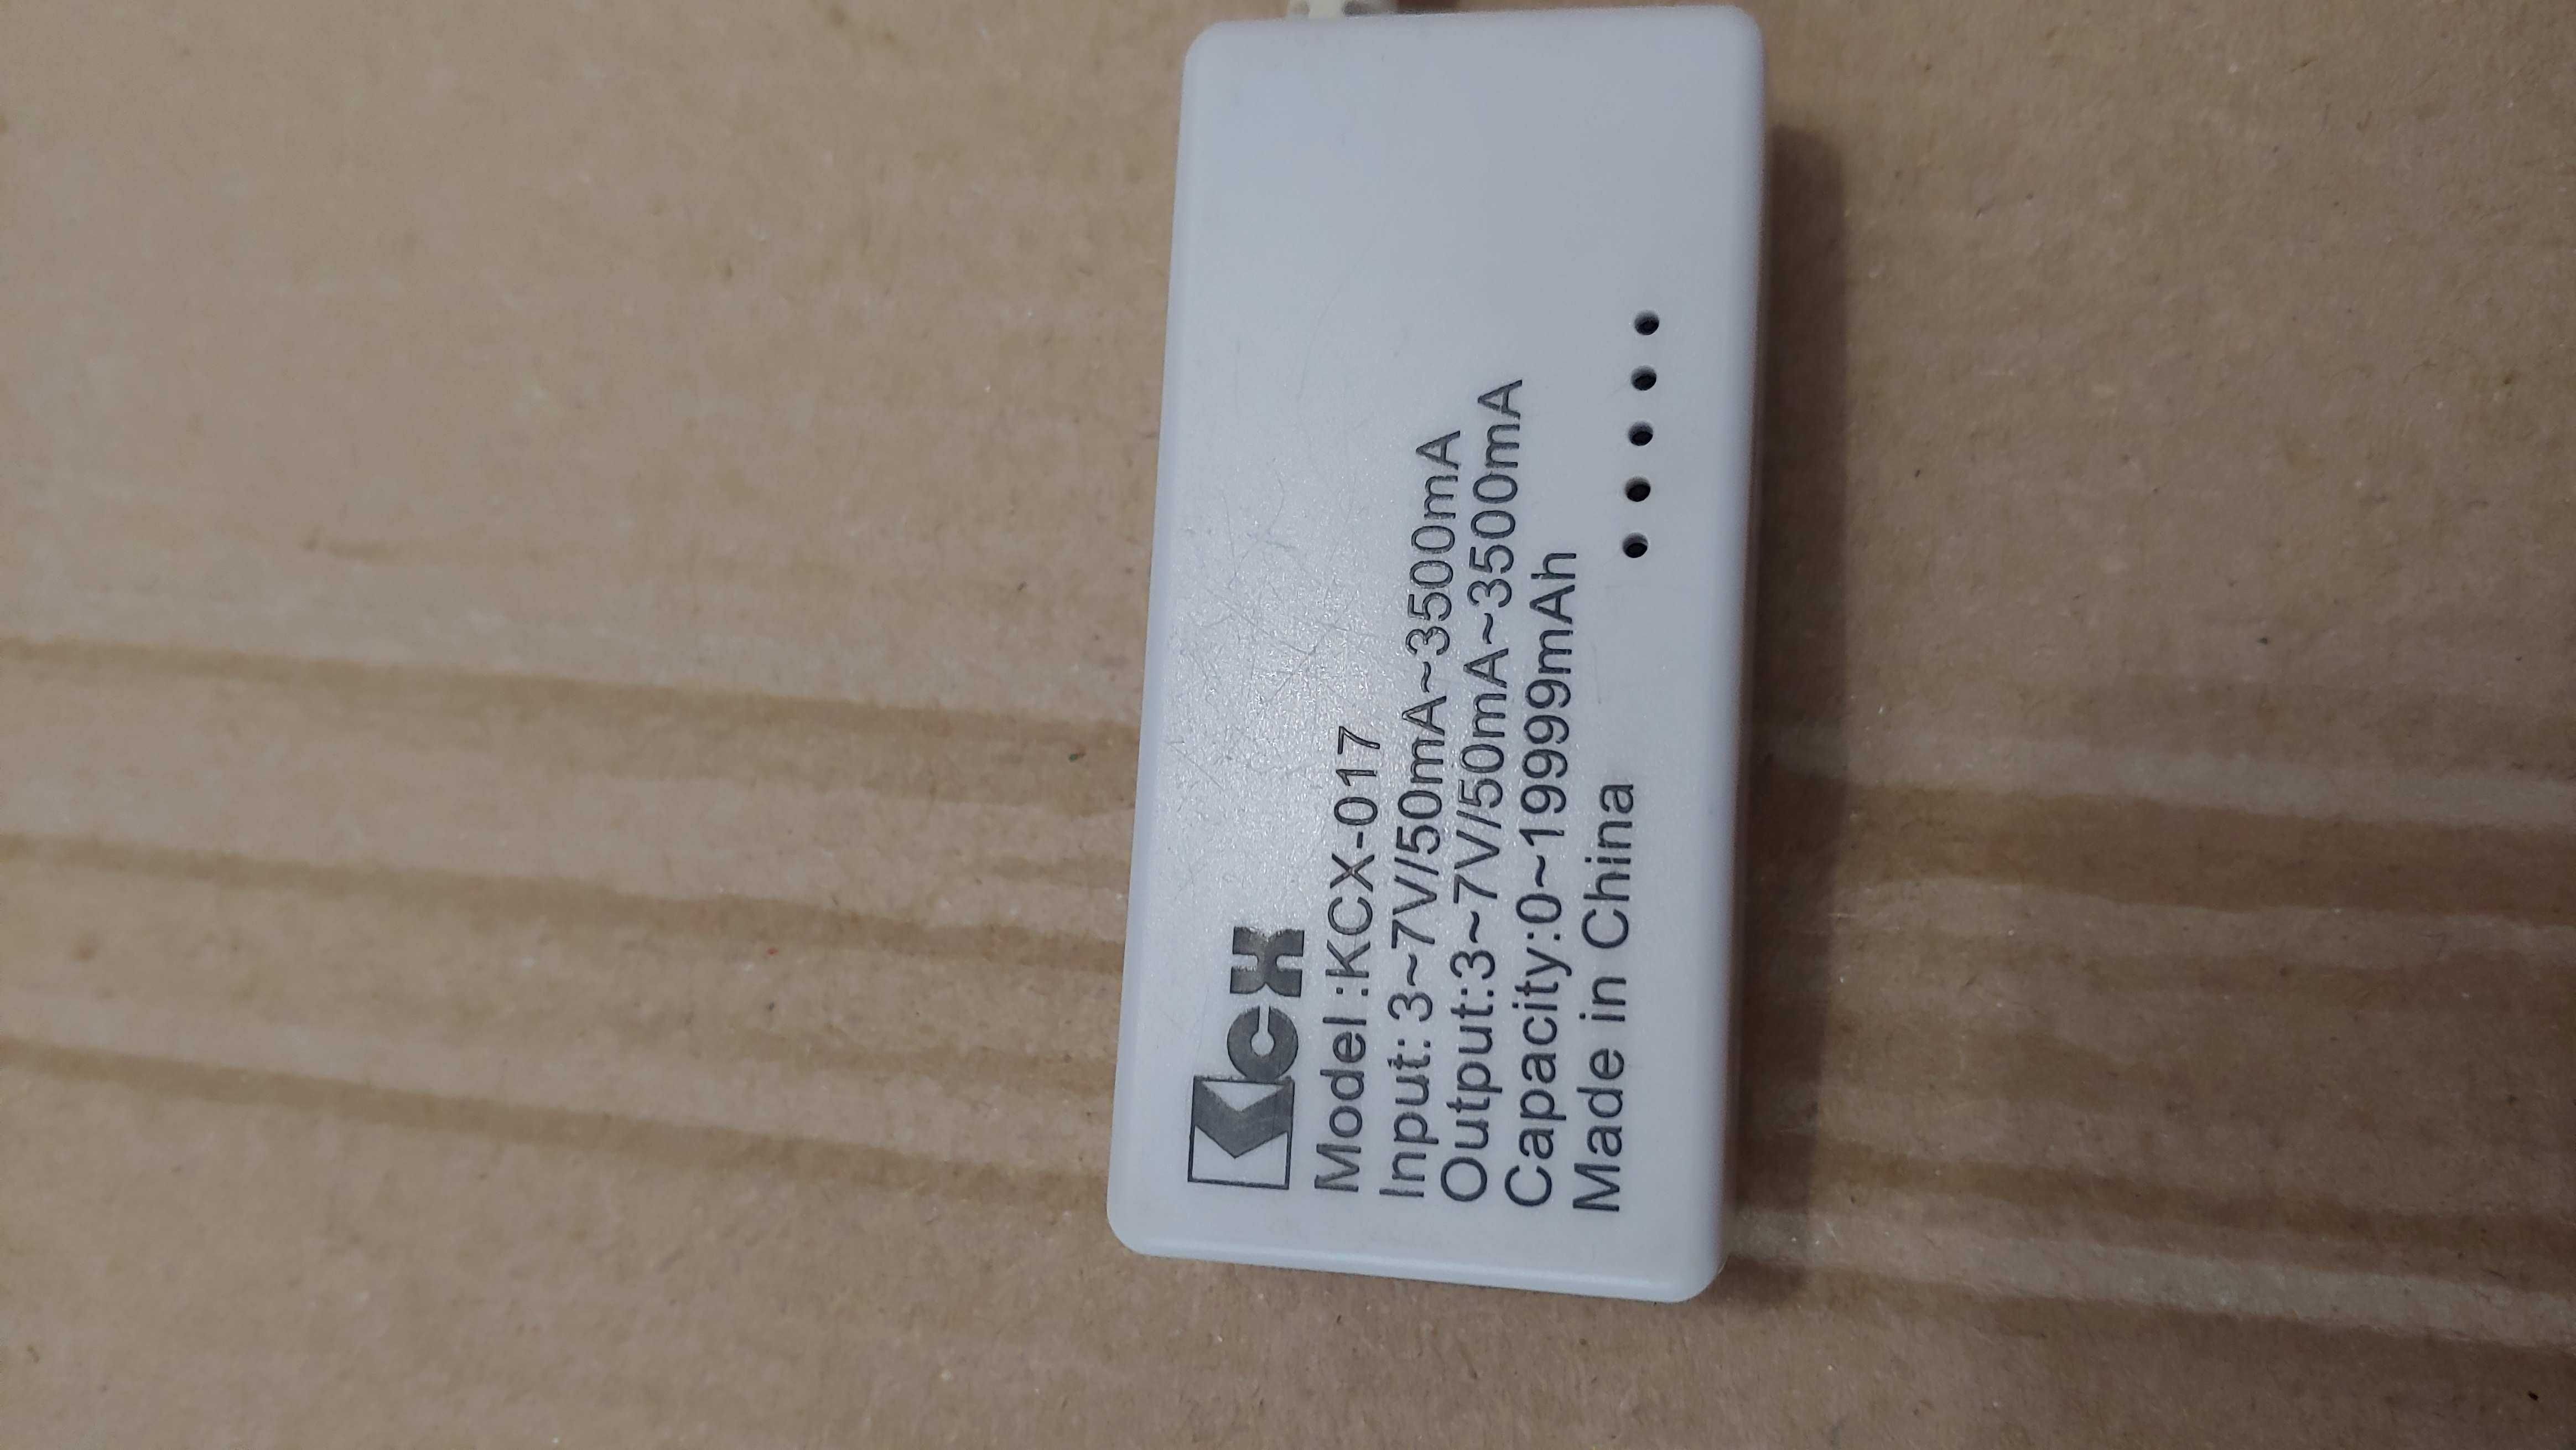 KCX
Model :KCX-017
Input: 3~7V/50mA~3500mA
Output:3~7V/50mA~3500mA
Capacity:0~19999mAh
Made in China